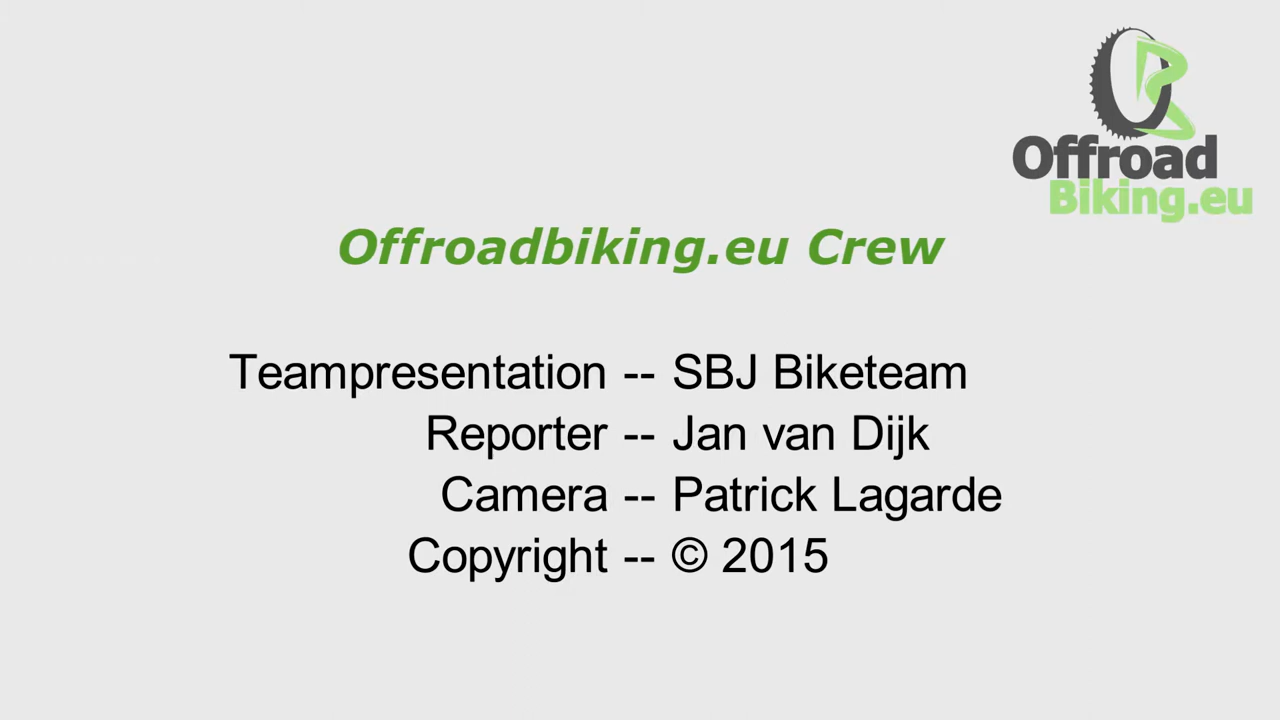 Offroad
Biking.eu
Offroadbiking.eu Crew
Teampresentation -- SBJ Biketeam
Reporter -- Jan van Dijk
Camera -- Patrick Lagarde
Copyright -- © 2015